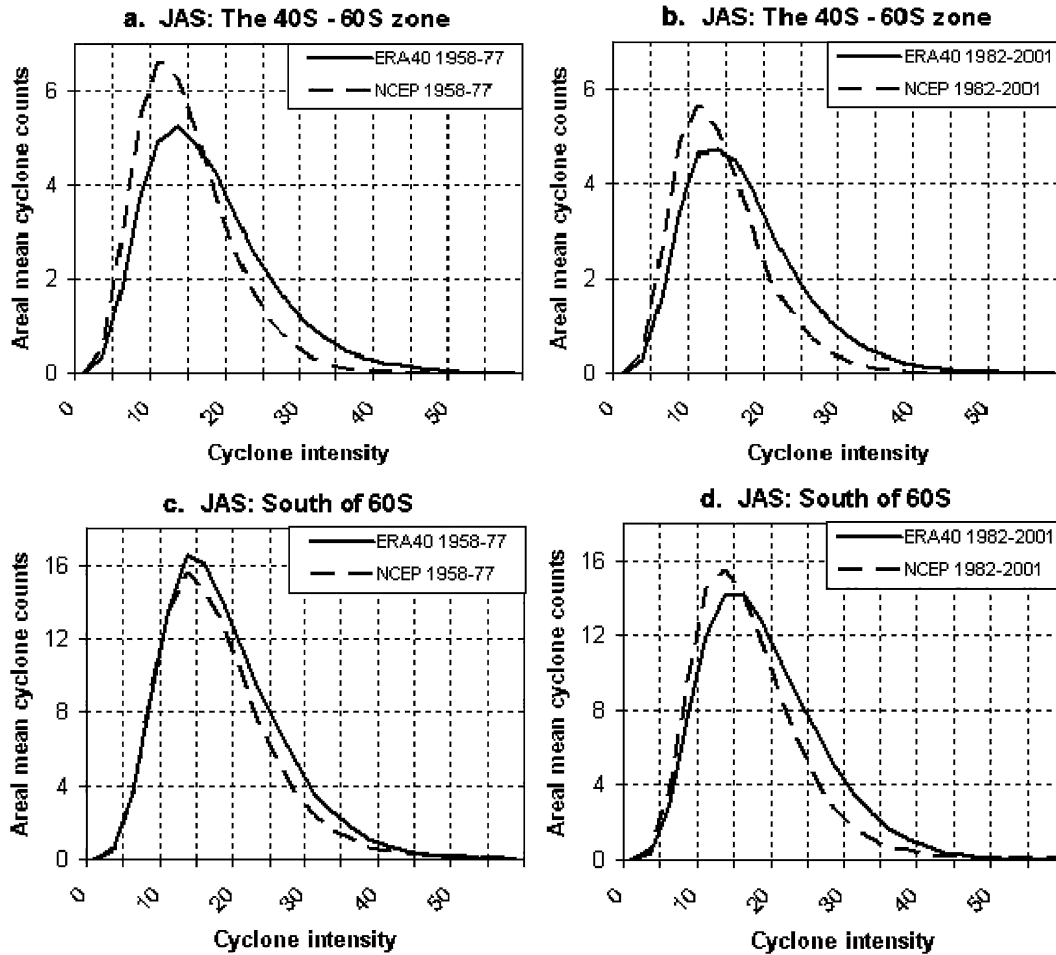 a. JAS: The 40S - 60S zone
ERA40 1958-77
NCEP 1958-77
Areal mean cyclone counts
6
4
2
0
0 10 20 30 40 50
Cyclone intensity
b. JAS: The 40S - 60S zone
ERA40 1982-2001
NCEP 1982-2001
Areal mean cyclone counts
6
4
2
0
0 10 20 30 40 50
Cyclone intensity
c. JAS: South of 60S
ERA40 1958-77
NCEP 1958-77
Areal mean cyclone counts
16
12
8
4
0
0 10 20 30 40 50
Cyclone intensity
d. JAS: South of 60S
ERA40 1982-2001
NCEP 1982-2001
Areal mean cyclone counts
16
12
8
4
0
0 10 20 30 40 50
Cyclone intensity